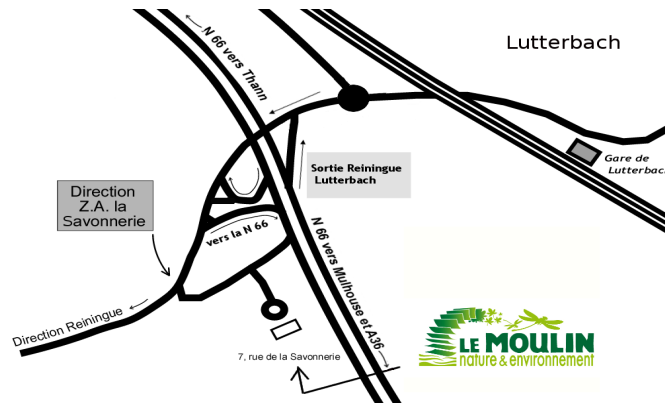 N 66 vers Thann
Lutterbach
Gare de
Lutterbach
Sortie Reiningue
Lutterbach
Direction
Z.A. la
Savonnerie
vers la N 66
N 66 vers Mulhouse et A36
Direction Reiningue
7, rue de la Savonnerie
LE MOULIN
nature & environnement